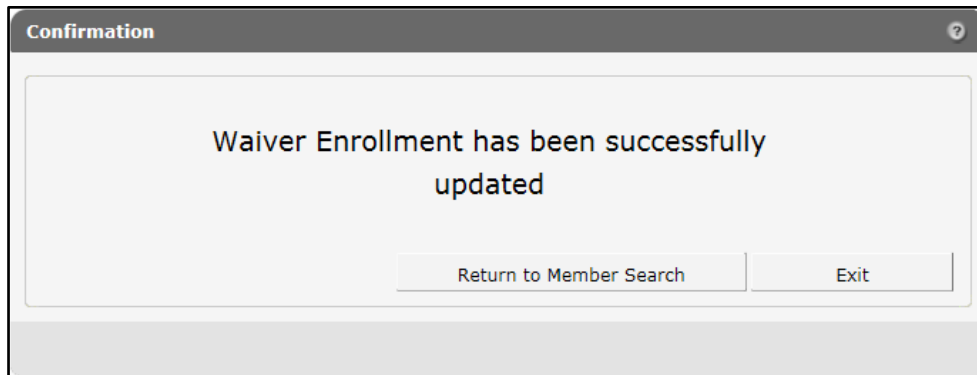 Confirmation
?
Waiver Enrollment has been successfully
updated
Return to Member Search
Exit